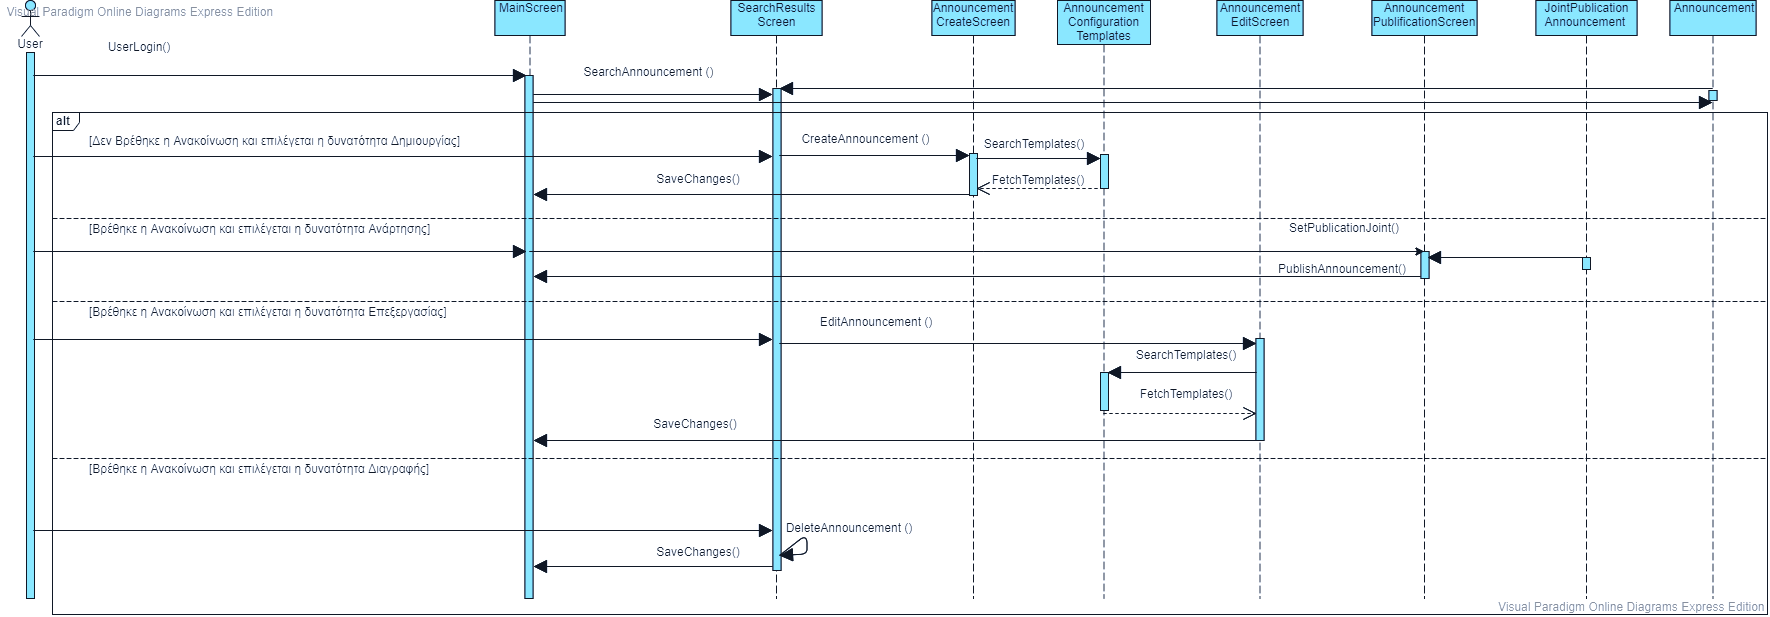 Visual Paradigm Online Diagrams Express Edition
User
MainScreen
SearchResults
Screen
Announcement
CreateScreen
Announcement
Configuration
Templates
Announcement
EditScreen
Announcement
PublificationScreen
JointPublication
Announcement
Announcement
UserLogin()
SearchAnnouncement ()
alt
[Δεν Βρέθηκε η Ανακοίνωση και επιλέγεται η δυνατότητα Δημιουργίας]
CreateAnnouncement ()
SearchTemplates()
SaveChanges()
FetchTemplates()
[Βρέθηκε η Ανακοίνωση και επιλέγεται η δυνατότητα Ανάρτησης]
SetPublicationJoint()
PublishAnnouncement()
[Βρέθηκε η Ανακοίνωση και επιλέγεται η δυνατότητα Επεξεργασίας]
EditAnnouncement ()
SearchTemplates()
FetchTemplates()
SaveChanges()
[Βρέθηκε η Ανακοίνωση και επιλέγεται η δυνατότητα Διαγραφής]
DeleteAnnouncement ()
SaveChanges()
Visual Paradigm Online Diagrams Express Edition